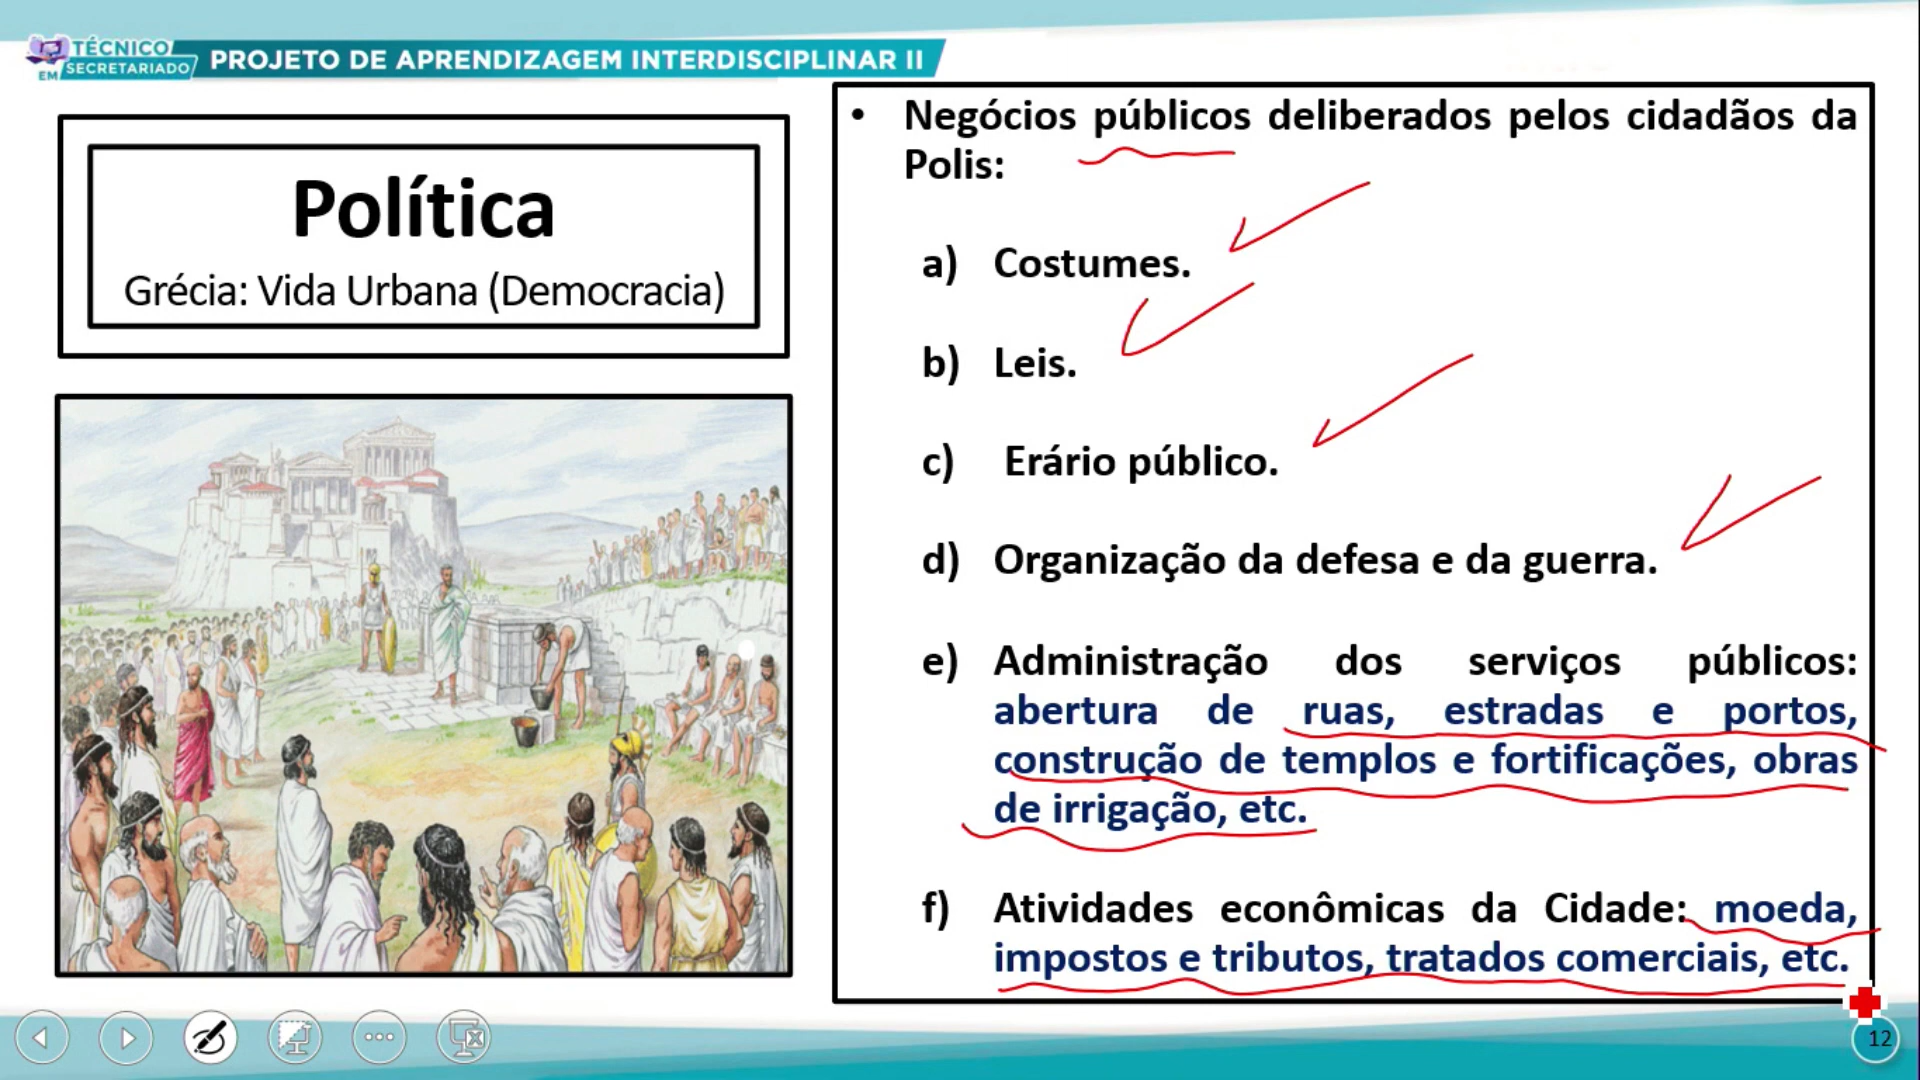 TÉCNICO
EM SECRETARIADO
PROJETO DE APRENDIZAGEM INTERDISCIPLINAR II
Política
Grécia: Vida Urbana (Democracia)
• Negócios públicos deliberados pelos cidadãos da
Polis:
a) Costumes.
b) Leis.
c) Erário público.
d) Organização da defesa e da guerra.
e) Administração dos serviços públicos:
abertura de ruas, estradas e portos,
construção de templos e fortificações, obras
de irrigação, etc.
f) Atividades econômicas da Cidade: moeda,
impostos e tributos, tratados comerciais, etc.
12